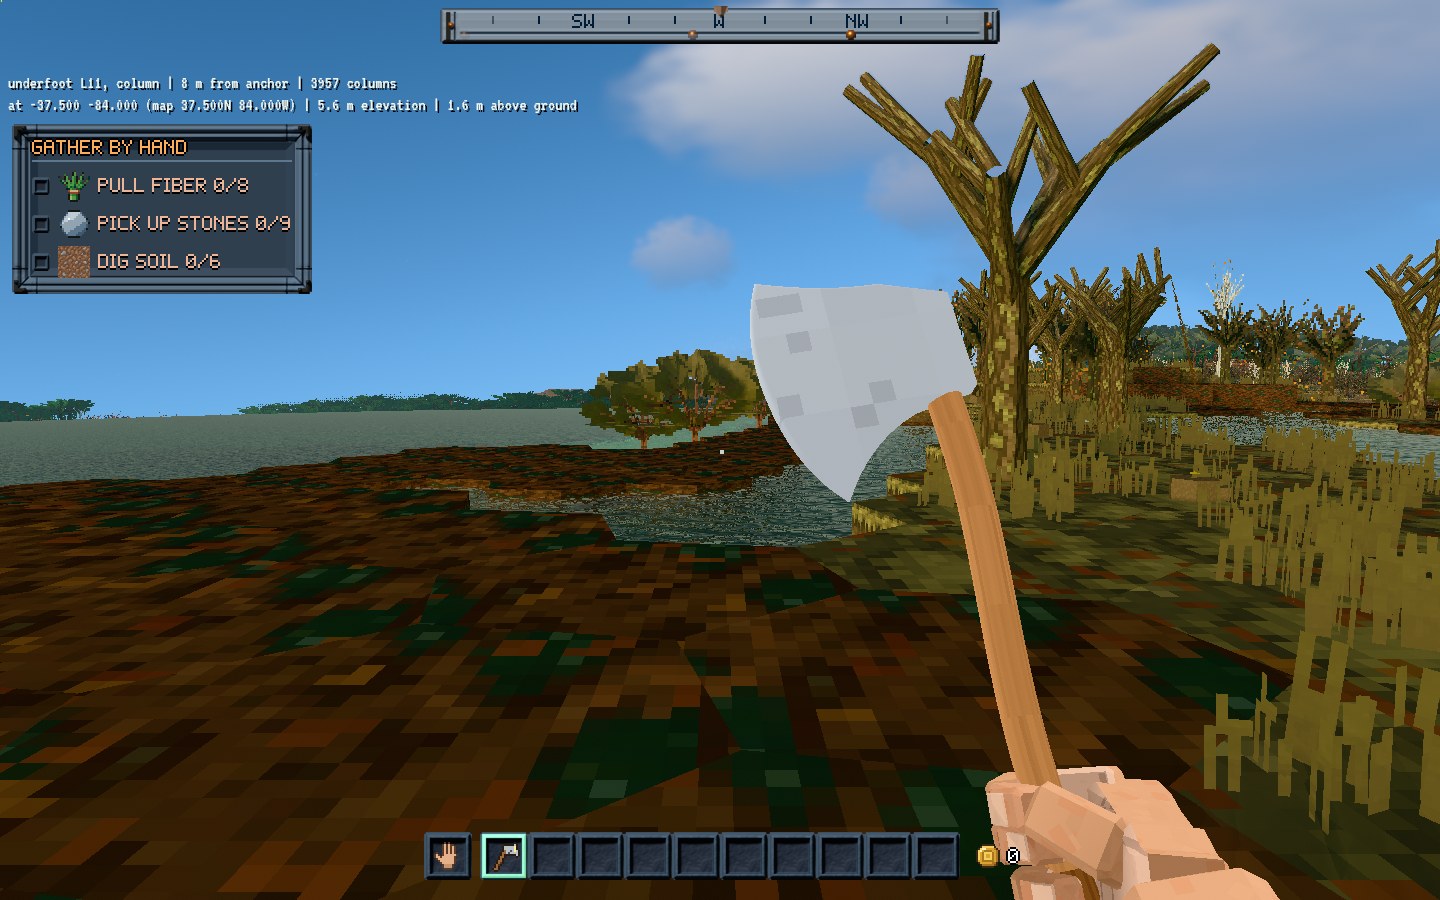 SW W NW
underfoot L11, column | 8 m from anchor | 3957 columns
at -37.500 -84.000 (map 37.500N 84.000W) | 5.6 m elevation | 1.6 m above ground
GATHER BY HAND
PULL FIBER 0/8
PICK UP STONES 0/9
DIG SOIL 0/6
0